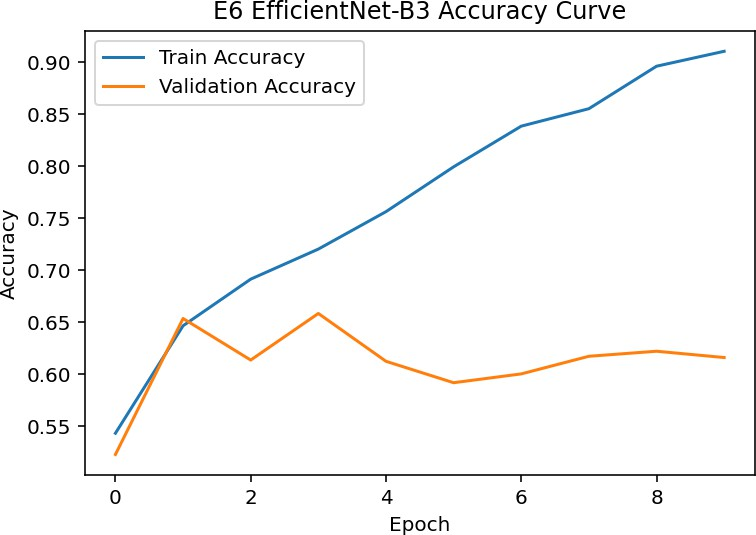 E6 EfficientNet-B3 Accuracy Curve
Train Accuracy
Validation Accuracy
0.90
0.85
0.80
0.75
0.70
0.65
0.60
0.55
Accuracy
0 2 4 6 8
Epoch